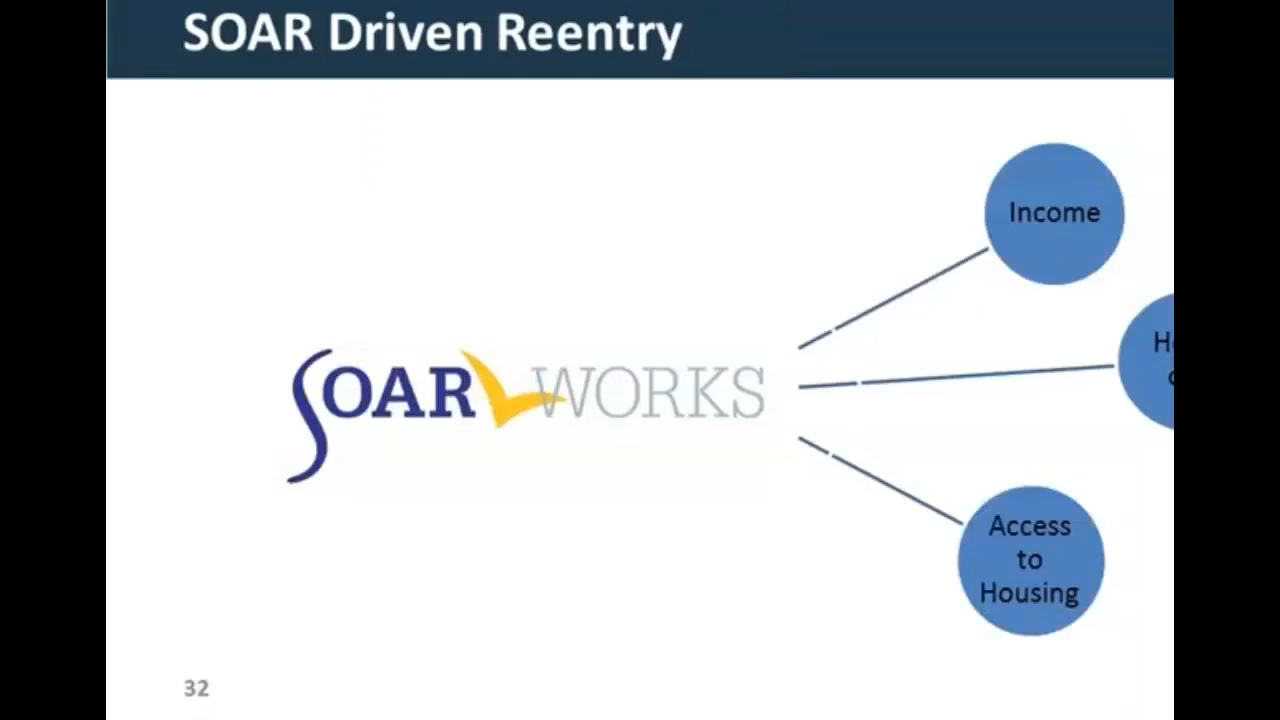 SOAR Driven Reentry
Income
SOAR WORKS
Access
to
Housing
32